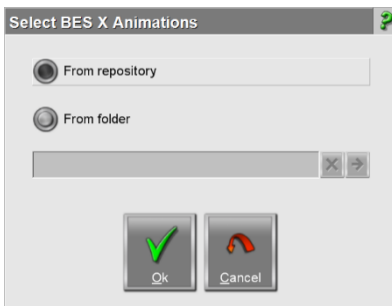 Select BES X Animations
?
From repository
From folder
Ok
Cancel